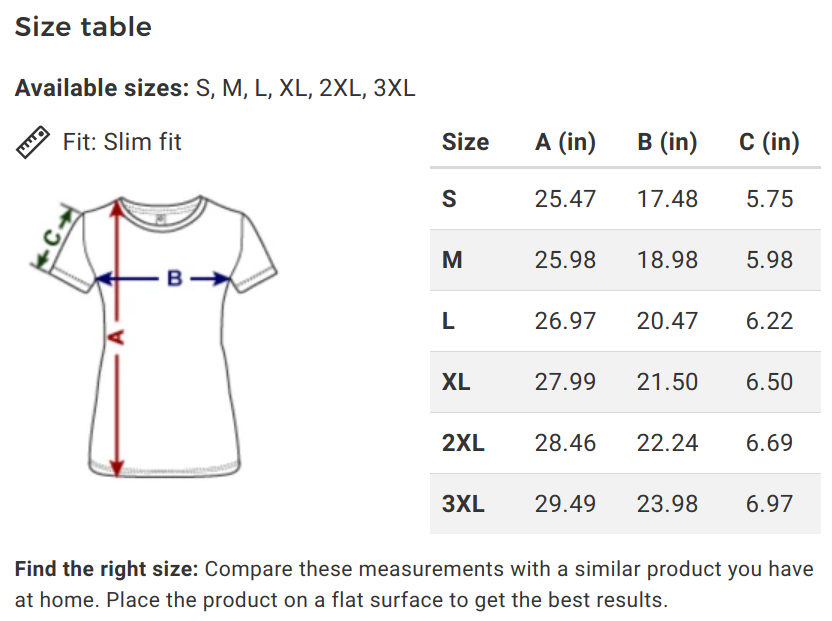 Size table
Available sizes: S, M, L, XL, 2XL, 3XL
Fit: Slim fit
Size A (in) B (in) C (in)
S 25.47 17.48 5.75
M 25.98 18.98 5.98
L 26.97 20.47 6.22
XL 27.99 21.50 6.50
2XL 28.46 22.24 6.69
3XL 29.49 23.98 6.97
C
B
A
Find the right size: Compare these measurements with a similar product you have
at home. Place the product on a flat surface to get the best results.